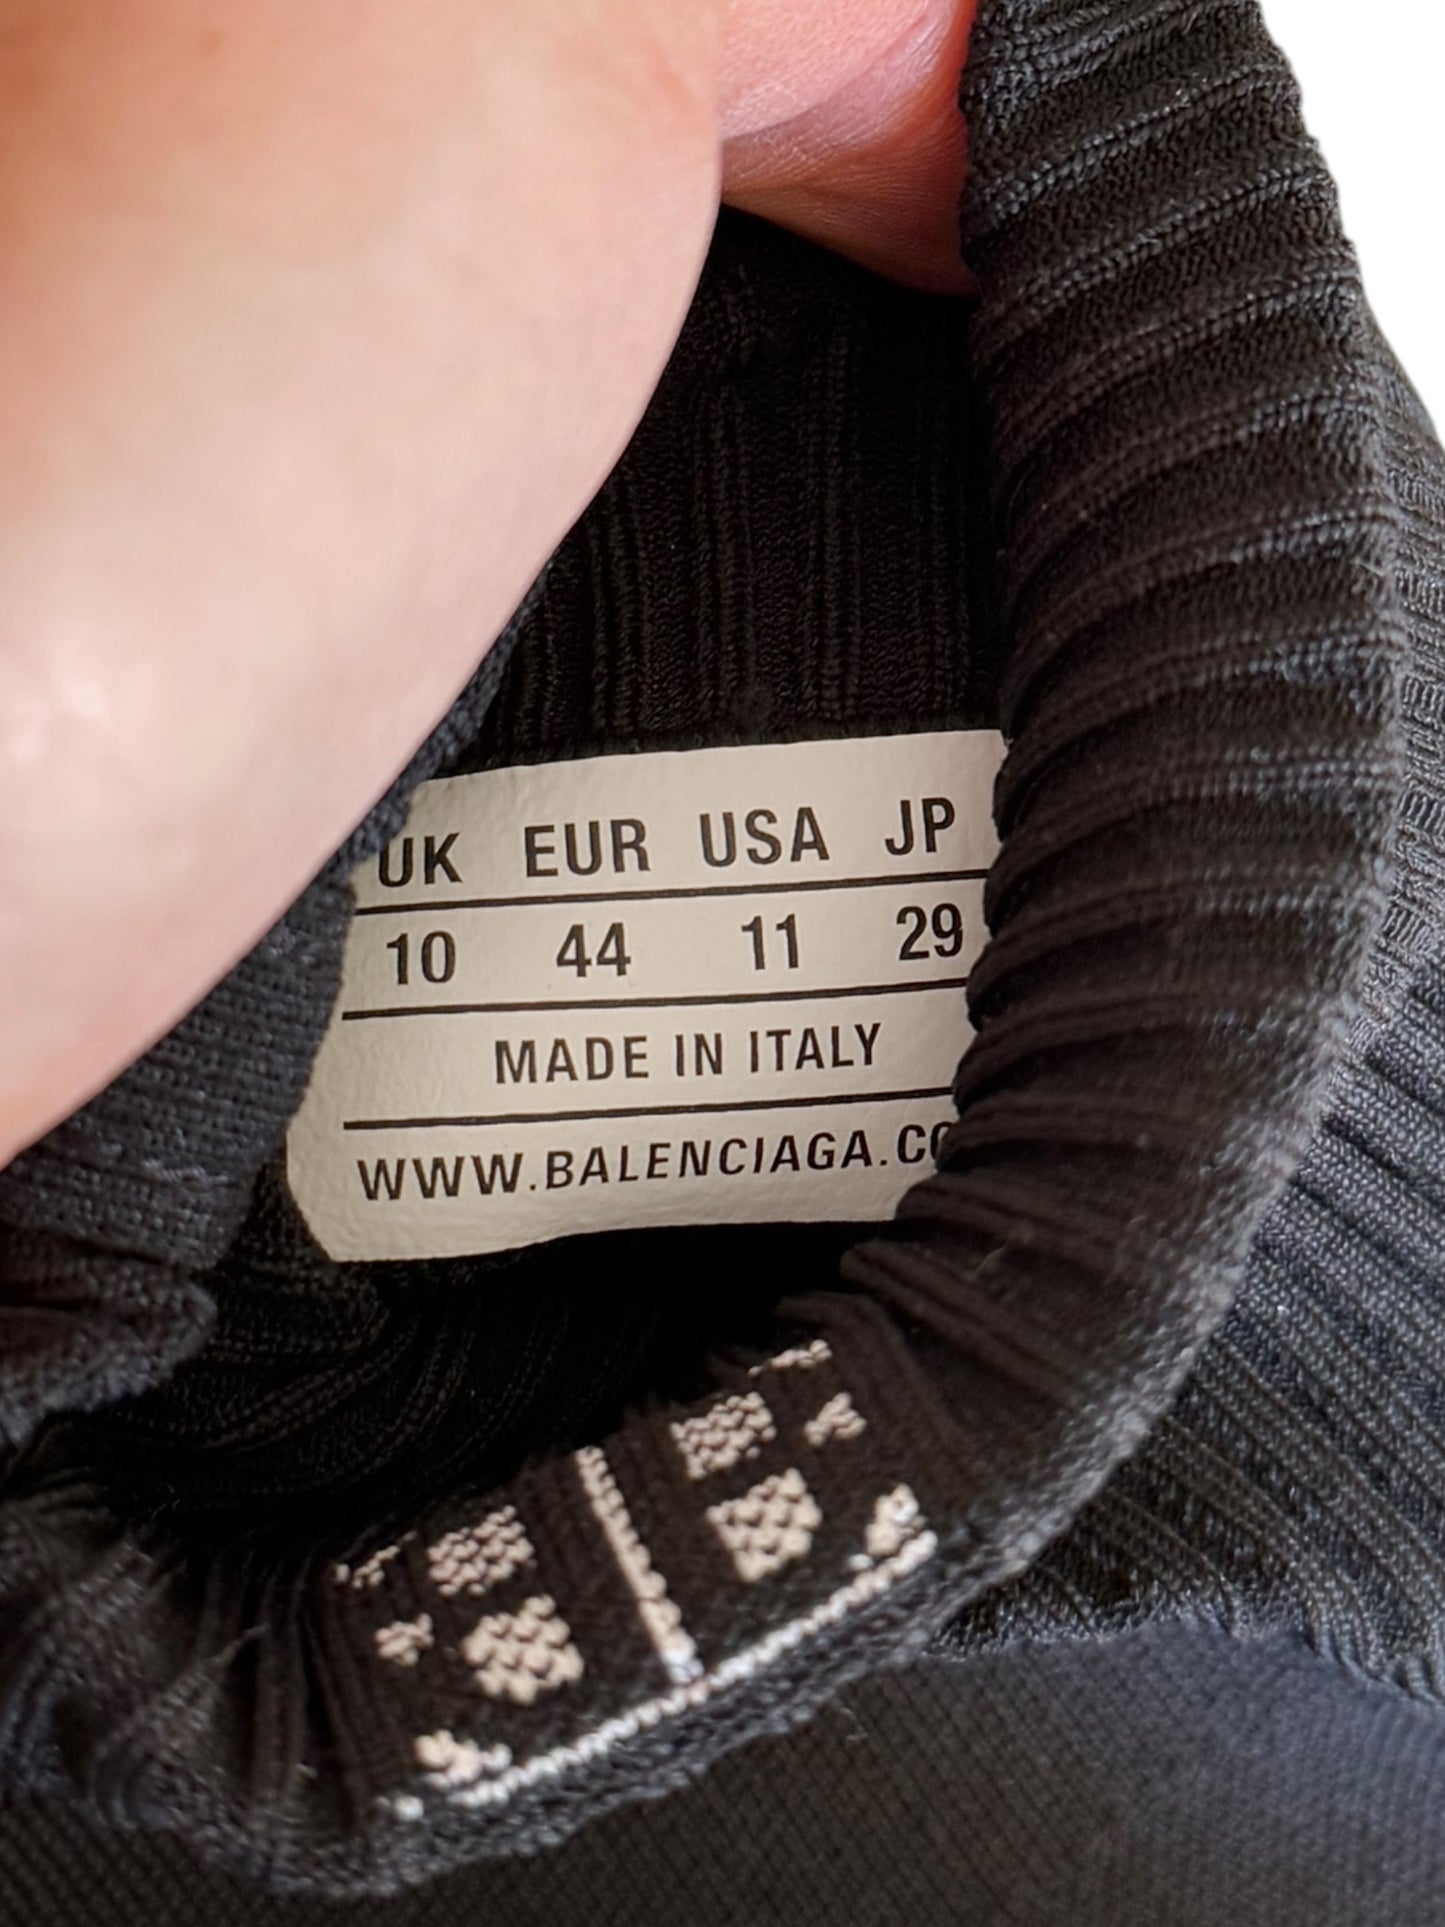 UK EUR USA JP
10 44 11 29
MADE IN ITALY
WWW.BALENCIAGA.CO